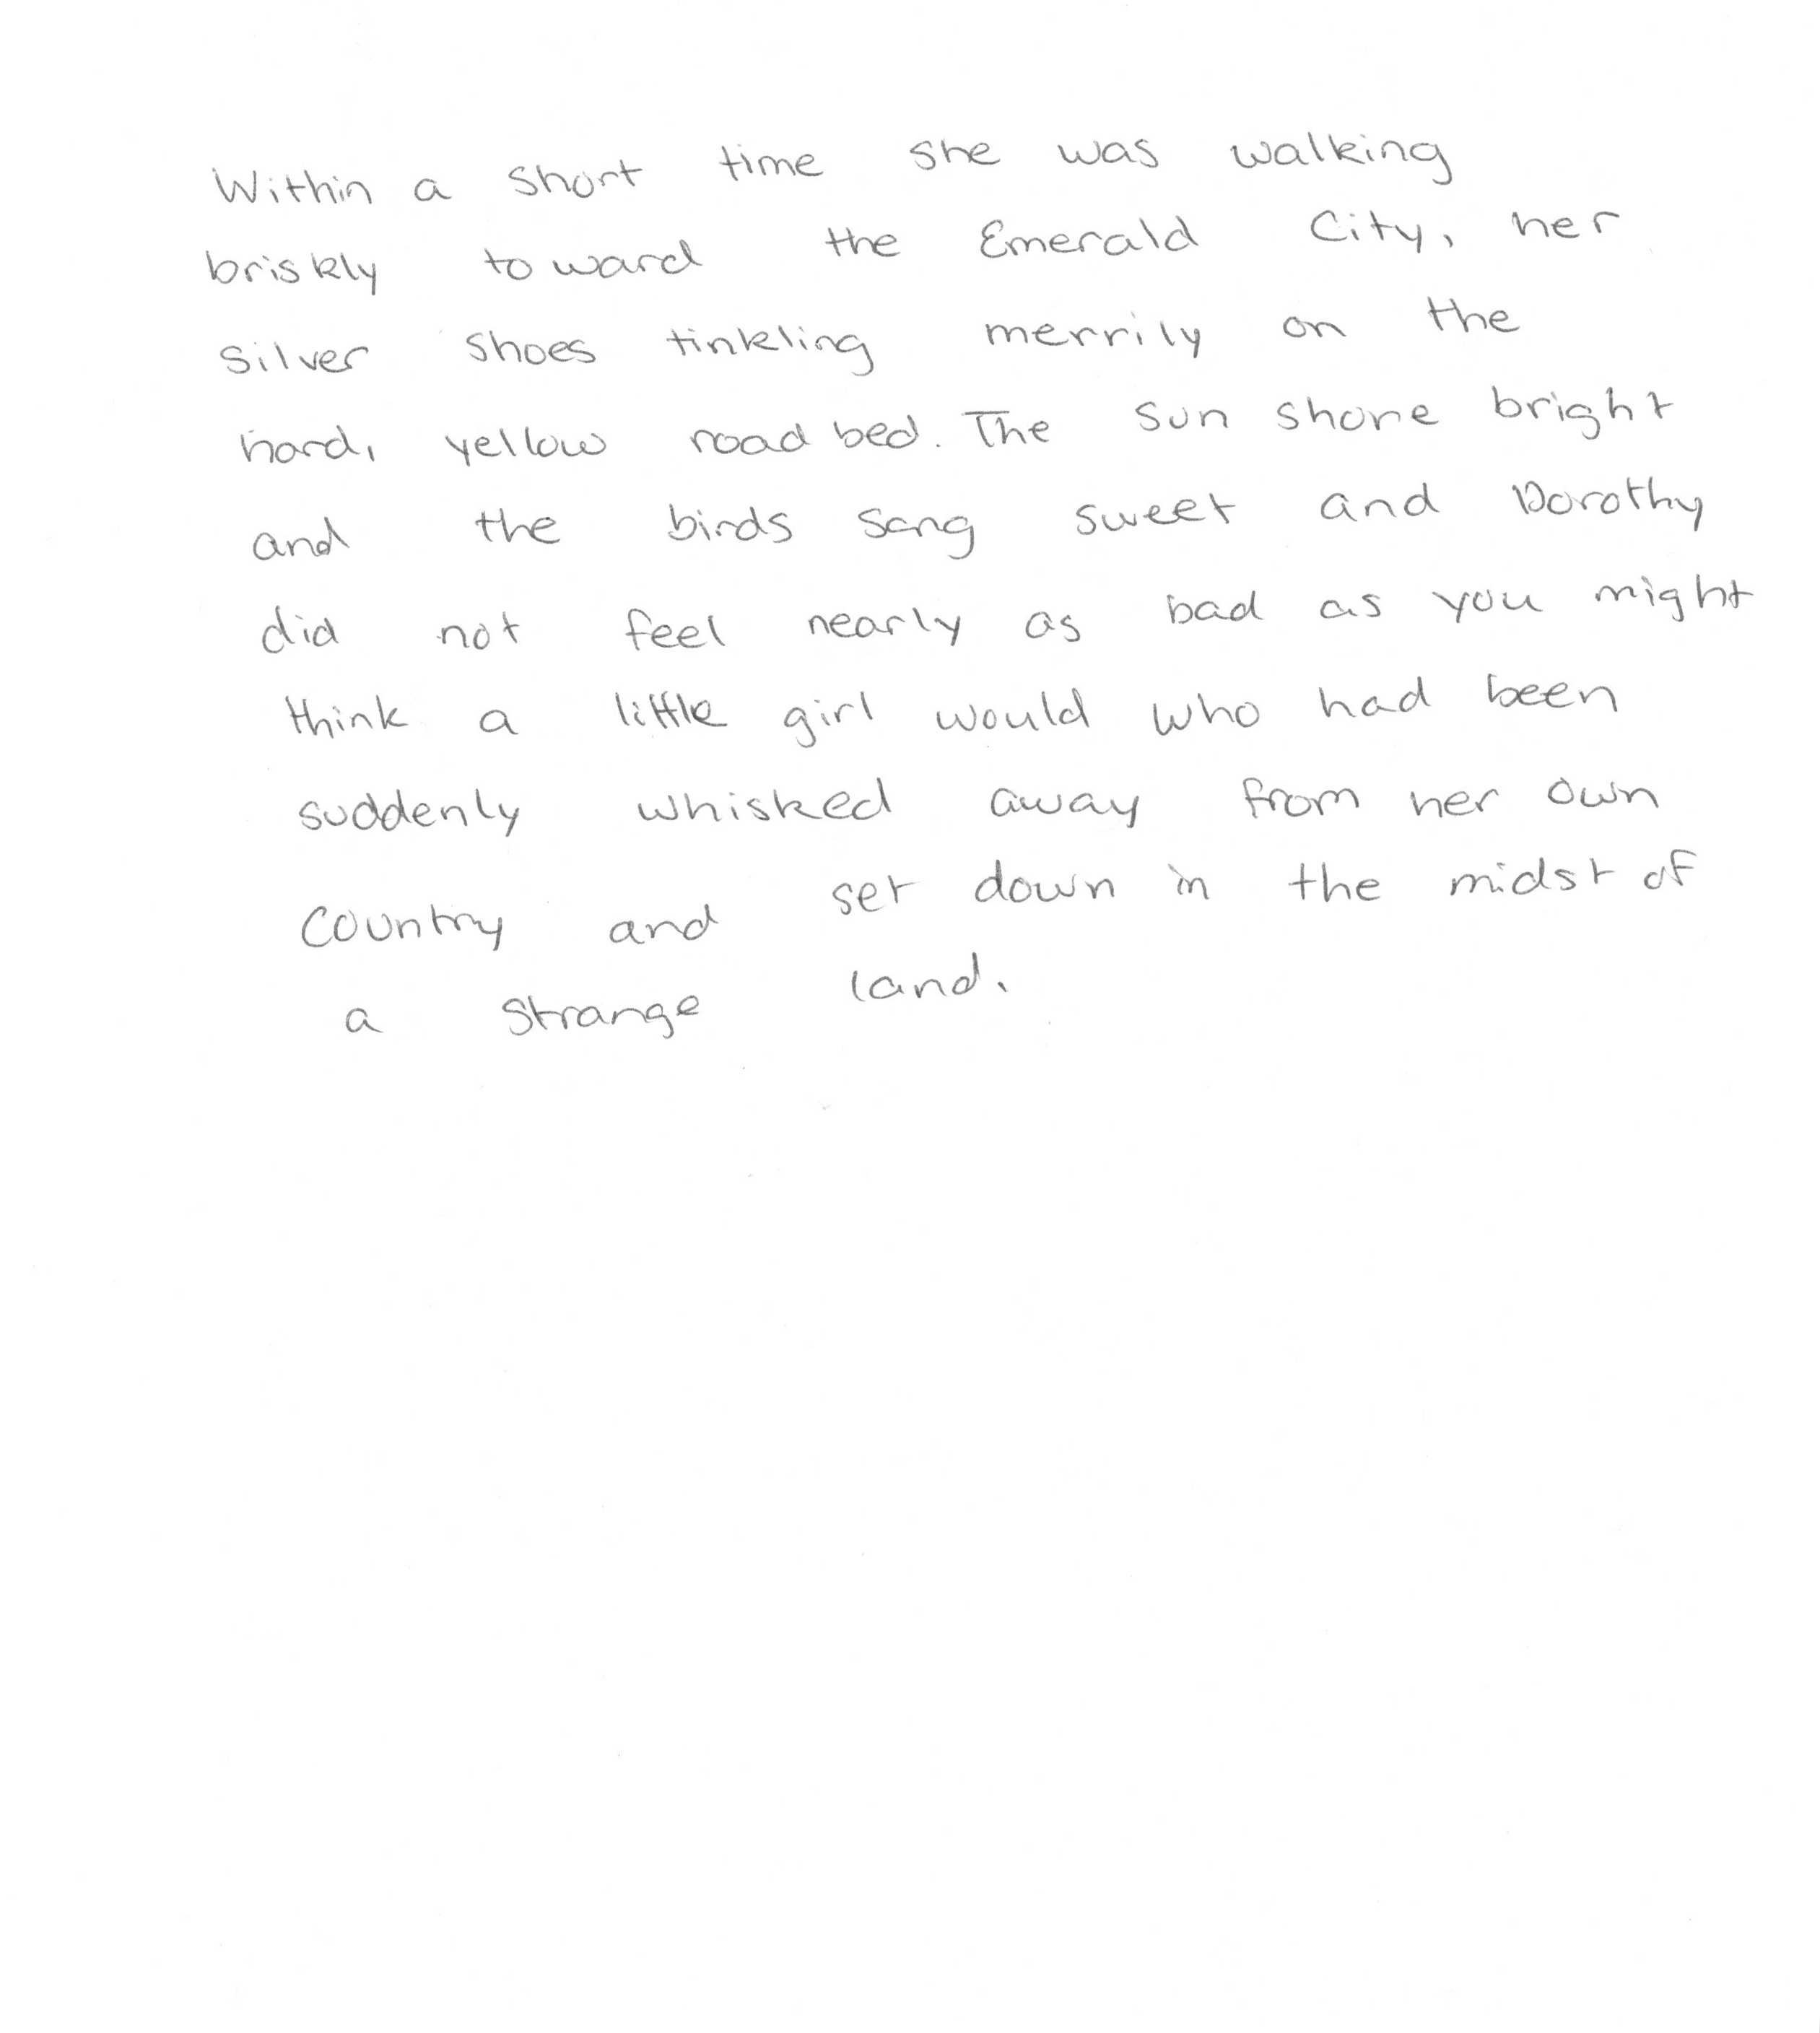 Within a short time she was walking
briskly toward the Emerald City, her
silver shoes tinkling merrily on the
hard, yellow road bed. The sun shone bright
and the birds sang sweet and Dorothy
did not feel nearly as bad as you might
think a little girl would who had been
suddenly whisked away from her own
country and set down in the midst of
a strange land.